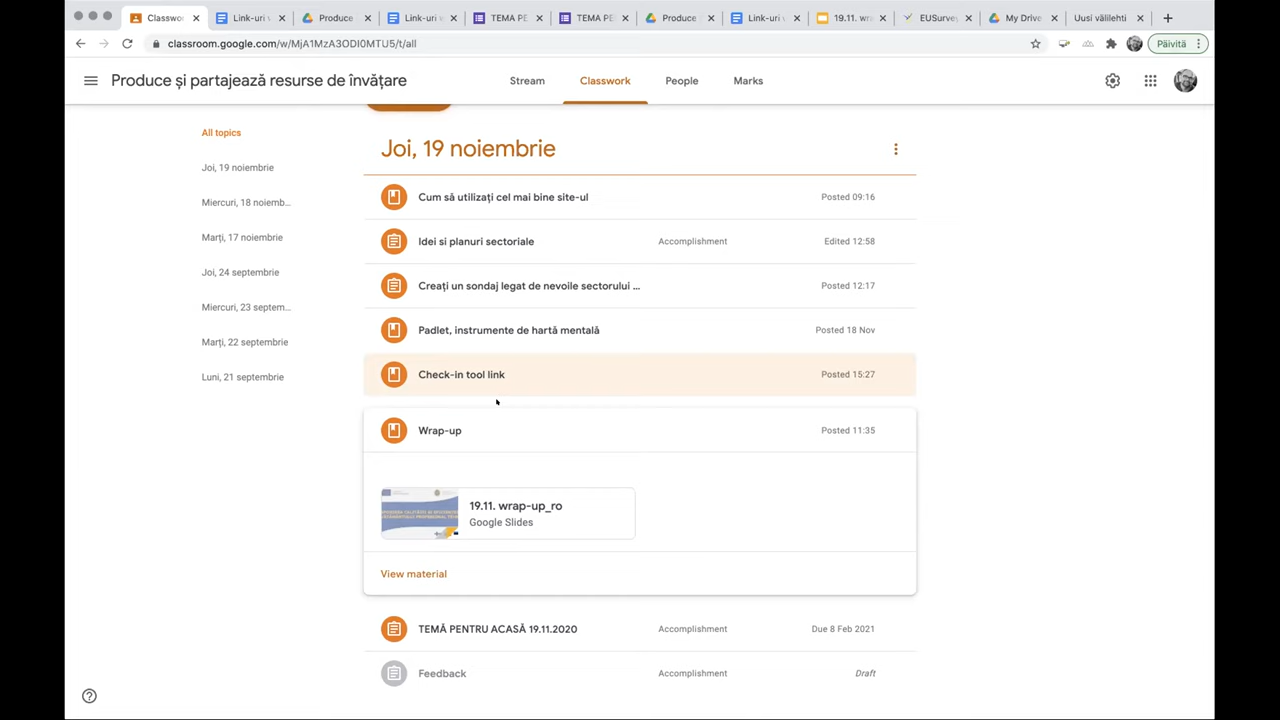 Classwork
Link-uri v
Produce
Link-uri v
TEMA PE
TEMA PE
Produce
Link-uri v
19.11. wra
EUSurvey
My Drive
Uusi välilehti
classroom.google.com/w/MjA1MzA3ODI0MTU5/t/all
Päivitä
Produce și partajează resurse de învățare
Stream
Classwork
People
Marks
All topics
Joi, 19 noiembrie
Miercuri, 18 noiemb...
Marți, 17 noiembrie
Joi, 24 septembrie
Miercuri, 23 septem...
Marți, 22 septembrie
Luni, 21 septembrie
Joi, 19 noiembrie
Cum să utilizați cel mai bine site-ul Posted 09:16
Idei si planuri sectoriale Accomplishment Edited 12:58
Creați un sondaj legat de nevoile sectorului ... Posted 12:17
Padlet, instrumente de hartă mentală Posted 18 Nov
Check-in tool link Posted 15:27
Wrap-up Posted 11:35
19.11. wrap-up_ro
Google Slides
View material
TEMĂ PENTRU ACASĂ 19.11.2020 Accomplishment Due 8 Feb 2021
Feedback Accomplishment Draft